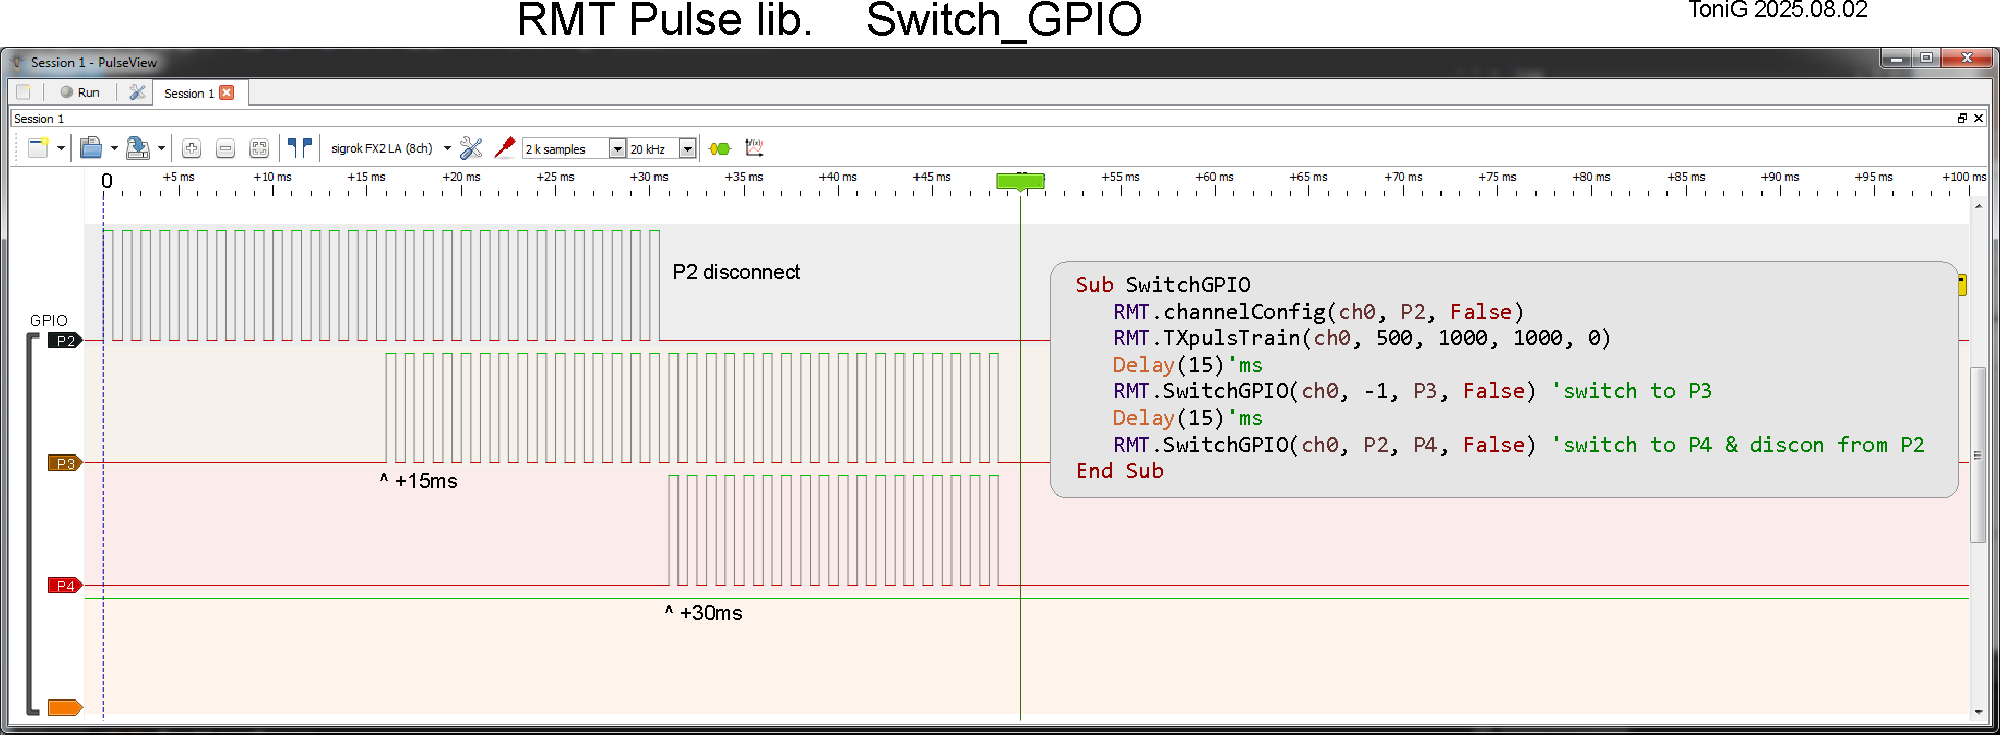 RMT Pulse lib. Switch_GPIO
ToniG 2025.08.02
Session 1 - PulseView
Run
Session 1
Session 1
sigrok FX2 LA (8ch)
2 k samples
20 kHz
0
+5 ms
+10 ms
+15 ms
+20 ms
+25 ms
+30 ms
+35 ms
+40 ms
+45 ms
+55 ms
+60 ms
+65 ms
+70 ms
+75 ms
+80 ms
+85 ms
+90 ms
+95 ms
+100 ms
P2 disconnect
GPIO
P2
P3
^ +15ms
P4
^ +30ms
Sub SwitchGPIO
RMT.channelConfig(ch0, P2, False)
RMT.TXpulsTrain(ch0, 500, 1000, 1000, 0)
Delay(15)'ms
RMT.SwitchGPIO(ch0, -1, P3, False) 'switch to P3
Delay(15)'ms
RMT.SwitchGPIO(ch0, P2, P4, False) 'switch to P4 & discon from P2
End Sub